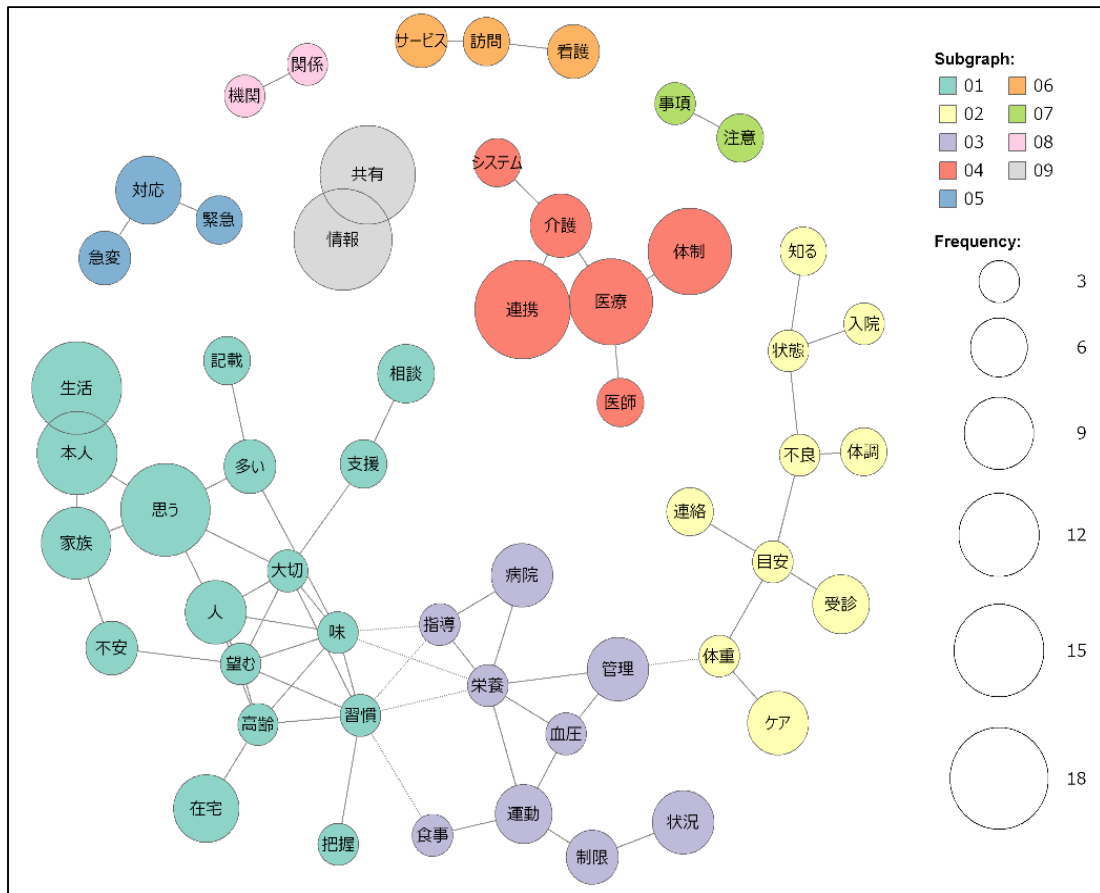 サービス
訪問
看護
関係
機関
事項
注意
Subgraph:
01
06
02
07
03
08
04
09
05
共有
情報
対応
緊急
急変
システム
介護
体制
連携
医療
医師
知る
入院
状態
不良
体調
連絡
目安
受診
体重
ケア
Frequency:
3
6
9
12
15
18
記載
相談
生活
本人
多い
支援
思う
家族
大切
人
味
不安
望む
高齢
習慣
在宅
把握
病院
指導
栄養
管理
血圧
運動
食事
制限
状況